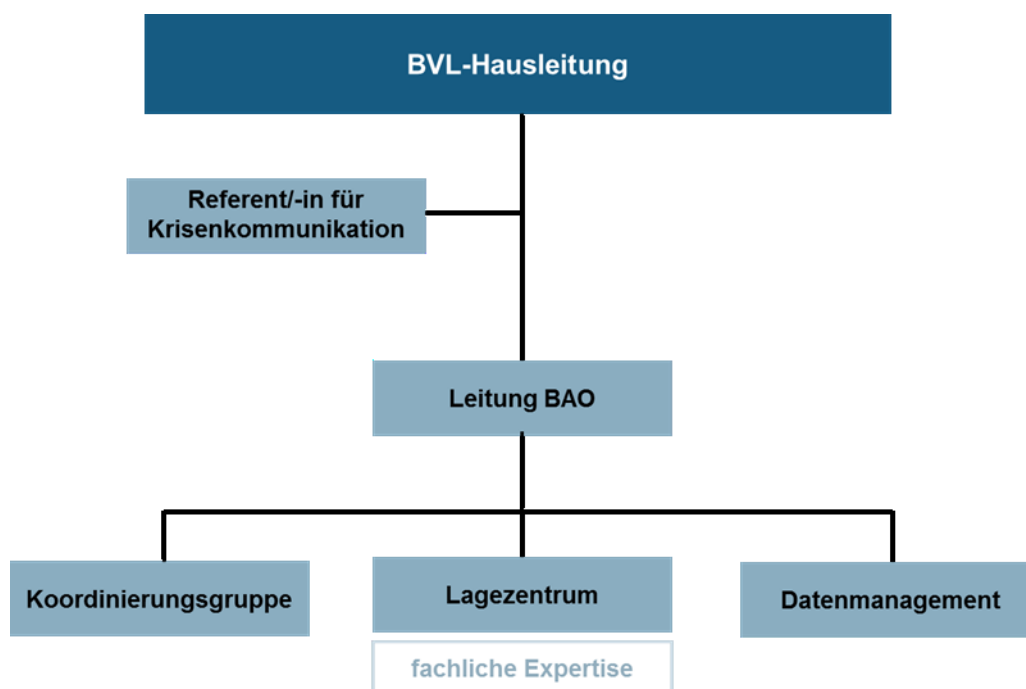 BVL-Hausleitung
Referent/-in für
Krisenkommunikation
Leitung BAO
Koordinierungsgruppe
Lagezentrum
Datenmanagement
fachliche Expertise